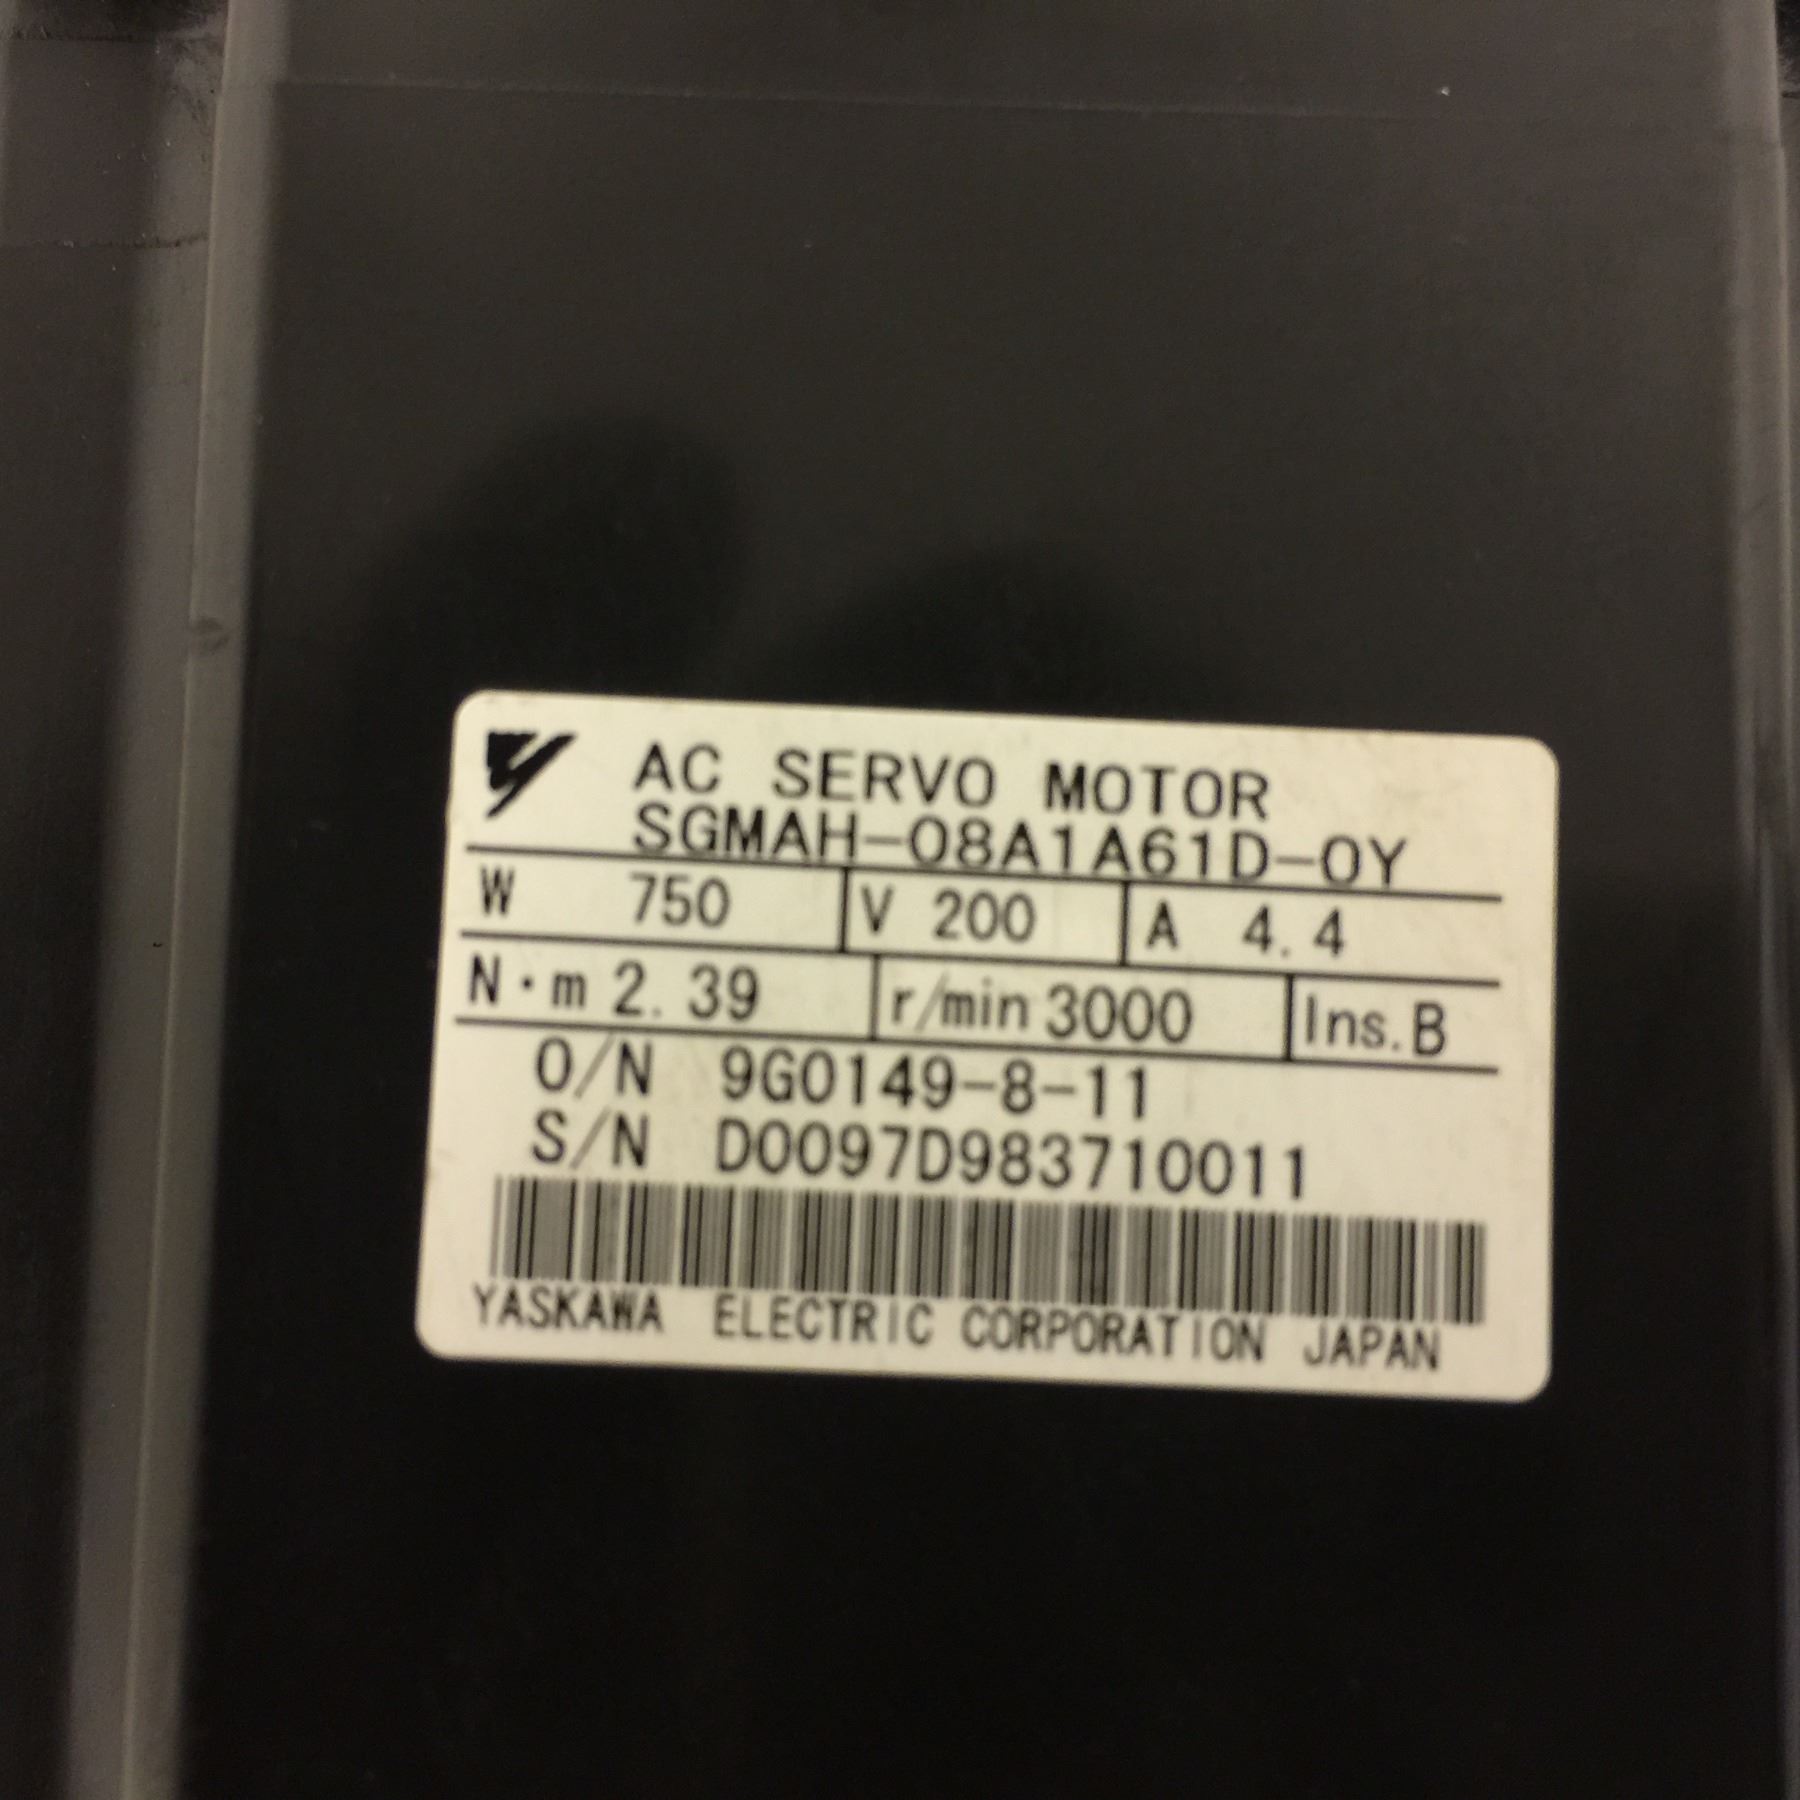 AC SERVO MOTOR
SGMAH-08A1A61D-0Y
W 750 V 200 A 4.4
N・m 2.39 r/min 3000 Ins.B
O/N 9G0149-8-11
S/N D0097D983710011
YASKAWA ELECTRIC CORPORATION JAPAN